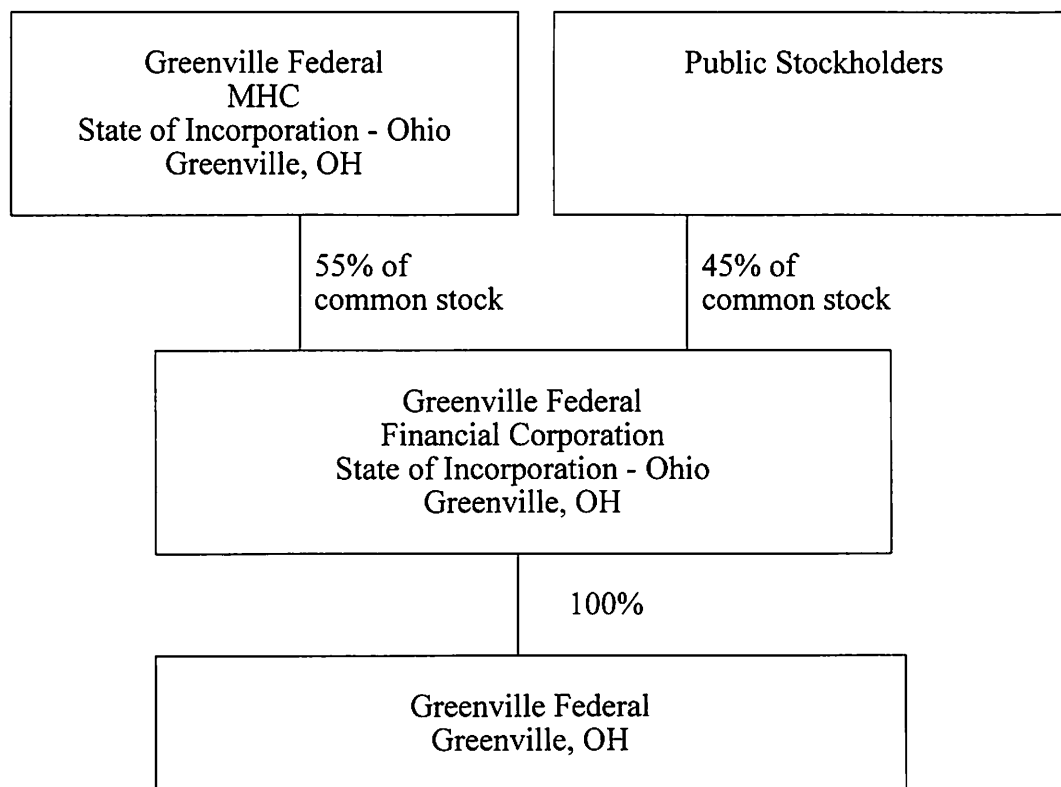 Greenville Federal
MHC
State of Incorporation - Ohio
Greenville, OH
Public Stockholders
55% of
common stock
45% of
common stock
Greenville Federal
Financial Corporation
State of Incorporation - Ohio
Greenville, OH
100%
Greenville Federal
Greenville, OH